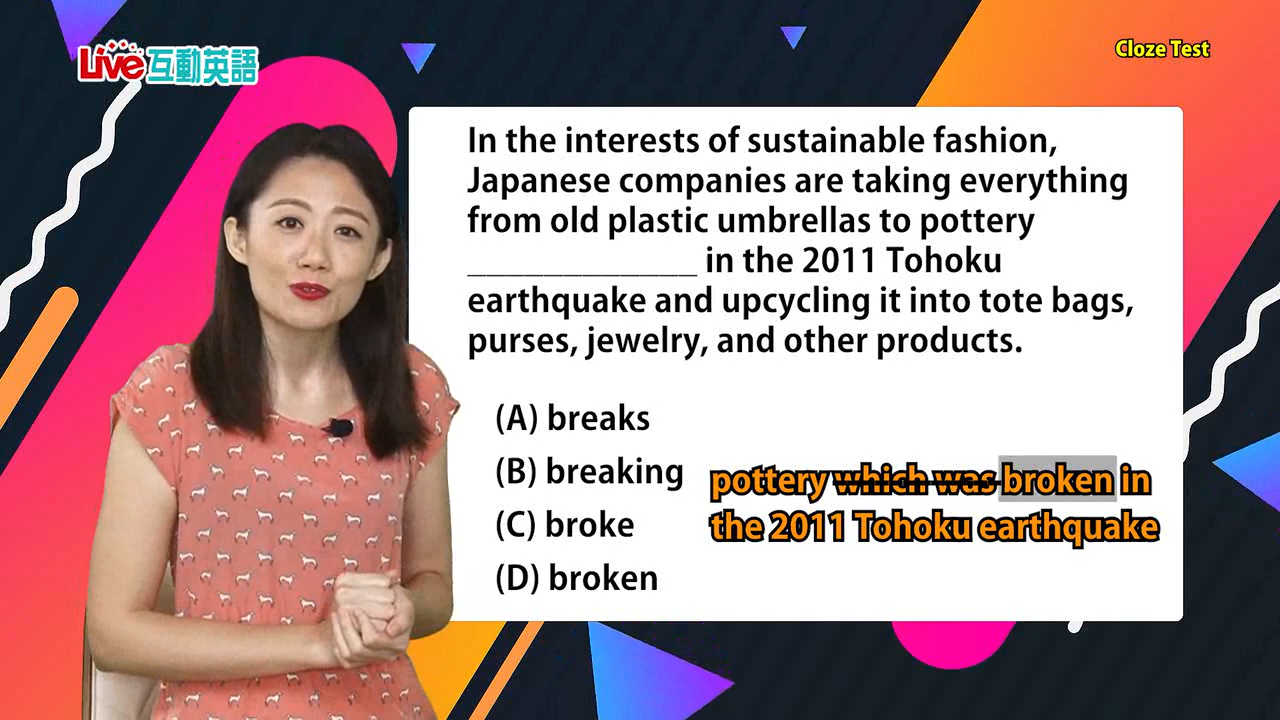 Live互動英語
Cloze Test
In the interests of sustainable fashion,
Japanese companies are taking everything
from old plastic umbrellas to pottery
_____________ in the 2011 Tohoku
earthquake and upcycling it into tote bags,
purses, jewelry, and other products.
(A) breaks
(B) breaking
(C) broke
(D) broken
pottery which was broken in
the 2011 Tohoku earthquake